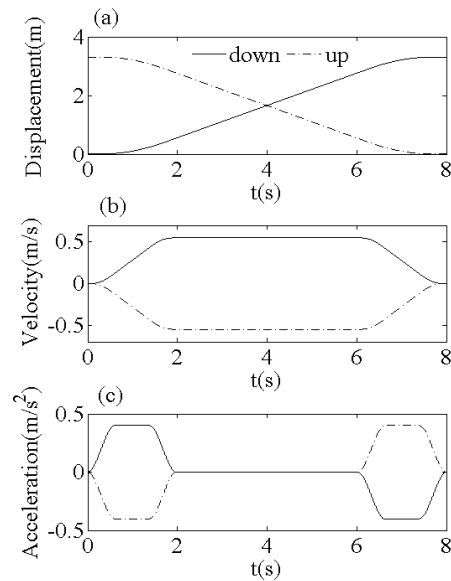 (a)
Displacement(m)
4
2
0
down
up
0 2 4 6 8
t(s)
(b)
Velocity(m/s)
0.5
0
-0.5
0 2 4 6 8
t(s)
(c)
Acceleration(m/s²)
0.5
0
-0.5
0 2 4 6 8
t(s)